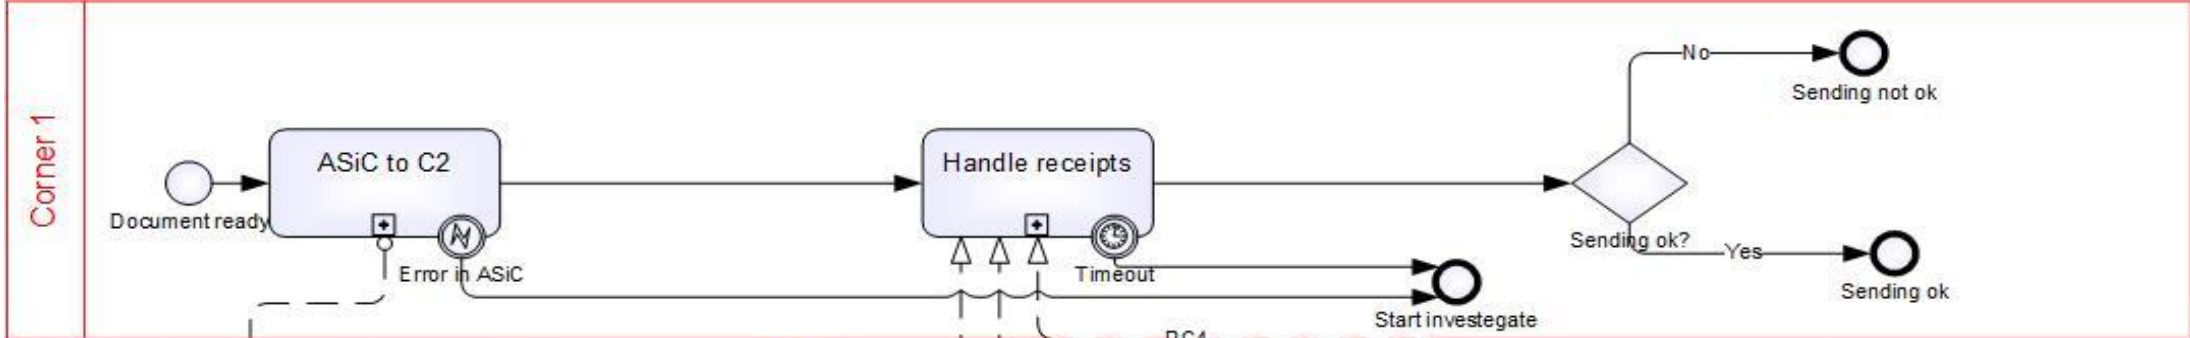 Corner 1
Document ready
ASiC to C2
Error in ASiC
Handle receipts
Timeout
Start investegate
Sending ok?
No
Sending not ok
Yes
Sending ok